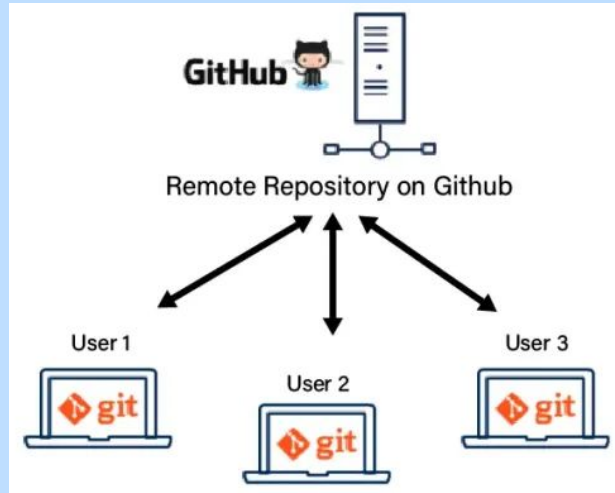 GitHub
Remote Repository on Github
User 1
User 2
User 3
git
git
git